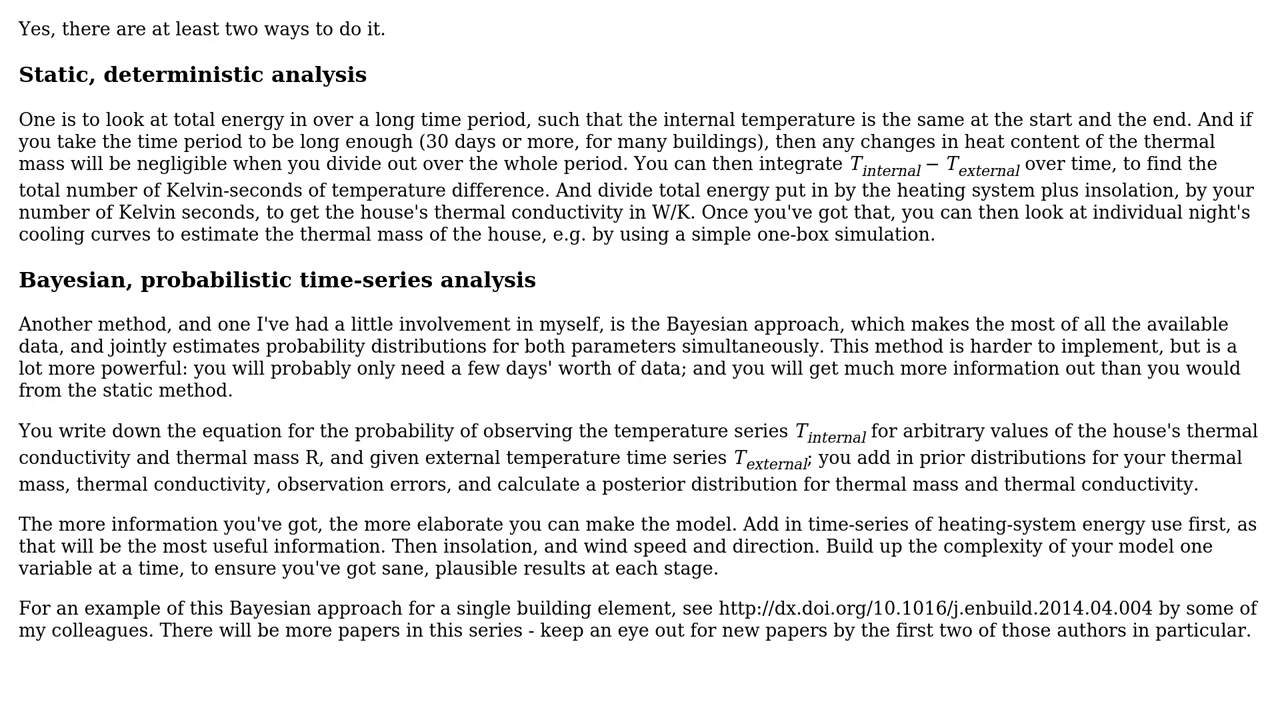 Yes, there are at least two ways to do it.
Static, deterministic analysis
One is to look at total energy in over a long time period, such that the internal temperature is the same at the start and the end. And if
you take the time period to be long enough (30 days or more, for many buildings), then any changes in heat content of the thermal
mass will be negligible when you divide out over the whole period. You can then integrate T_internal − T_external over time, to find the
total number of Kelvin-seconds of temperature difference. And divide total energy put in by the heating system plus insolation, by your
number of Kelvin seconds, to get the house's thermal conductivity in W/K. Once you've got that, you can then look at individual night's
cooling curves to estimate the thermal mass of the house, e.g. by using a simple one-box simulation.
Bayesian, probabilistic time-series analysis
Another method, and one I've had a little involvement in myself, is the Bayesian approach, which makes the most of all the available
data, and jointly estimates probability distributions for both parameters simultaneously. This method is harder to implement, but is a
lot more powerful: you will probably only need a few days' worth of data; and you will get much more information out than you would
from the static method.
You write down the equation for the probability of observing the temperature series T_internal for arbitrary values of the house's thermal
conductivity and thermal mass R, and given external temperature time series T_external; you add in prior distributions for your thermal
mass, thermal conductivity, observation errors, and calculate a posterior distribution for thermal mass and thermal conductivity.
The more information you've got, the more elaborate you can make the model. Add in time-series of heating-system energy use first, as
that will be the most useful information. Then insolation, and wind speed and direction. Build up the complexity of your model one
variable at a time, to ensure you've got sane, plausible results at each stage.
For an example of this Bayesian approach for a single building element, see http://dx.doi.org/10.1016/j.enbuild.2014.04.004 by some of
my colleagues. There will be more papers in this series - keep an eye out for new papers by the first two of those authors in particular.